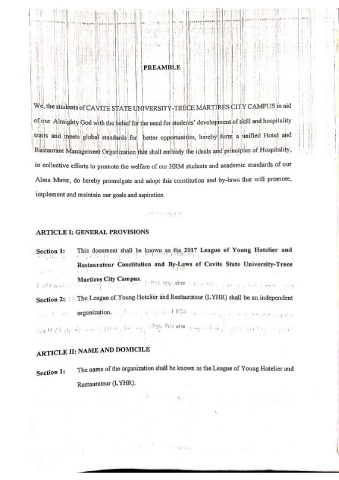 PREAMBLE
We, the students of CAVITE STATE UNIVERSITY-TRECE MARTIRES CITY CAMPUS in aid
of our Almighty God with the belief for the need for students' development of skill and hospitality
traits and meets global standards for better opportunities, hereby form a unified Hotel and
Restaurant Management Organization that shall embody the ideals and principles of Hospitality,
in collective efforts to promote the welfare of our HRM students and academic standards of our
Alma Mater, do hereby promulgate and adopt this constitution and by-laws that will promote,
implement and maintain our goals and aspiration.
ARTICLE I: GENERAL PROVISIONS
Section 1: This document shall be known as the 2017 League of Young Hotelier and
Restaurateur Constitution and By-Laws of Cavite State University-Trece
Martires City Campus.
Section 2: The League of Young Hotelier and Restaurateur (LYHR) shall be an independent
organization.
ARTICLE II: NAME AND DOMICILE
Section 1: The name of the organization shall be known as the League of Young Hotelier and
Restaurateur (LYHR).